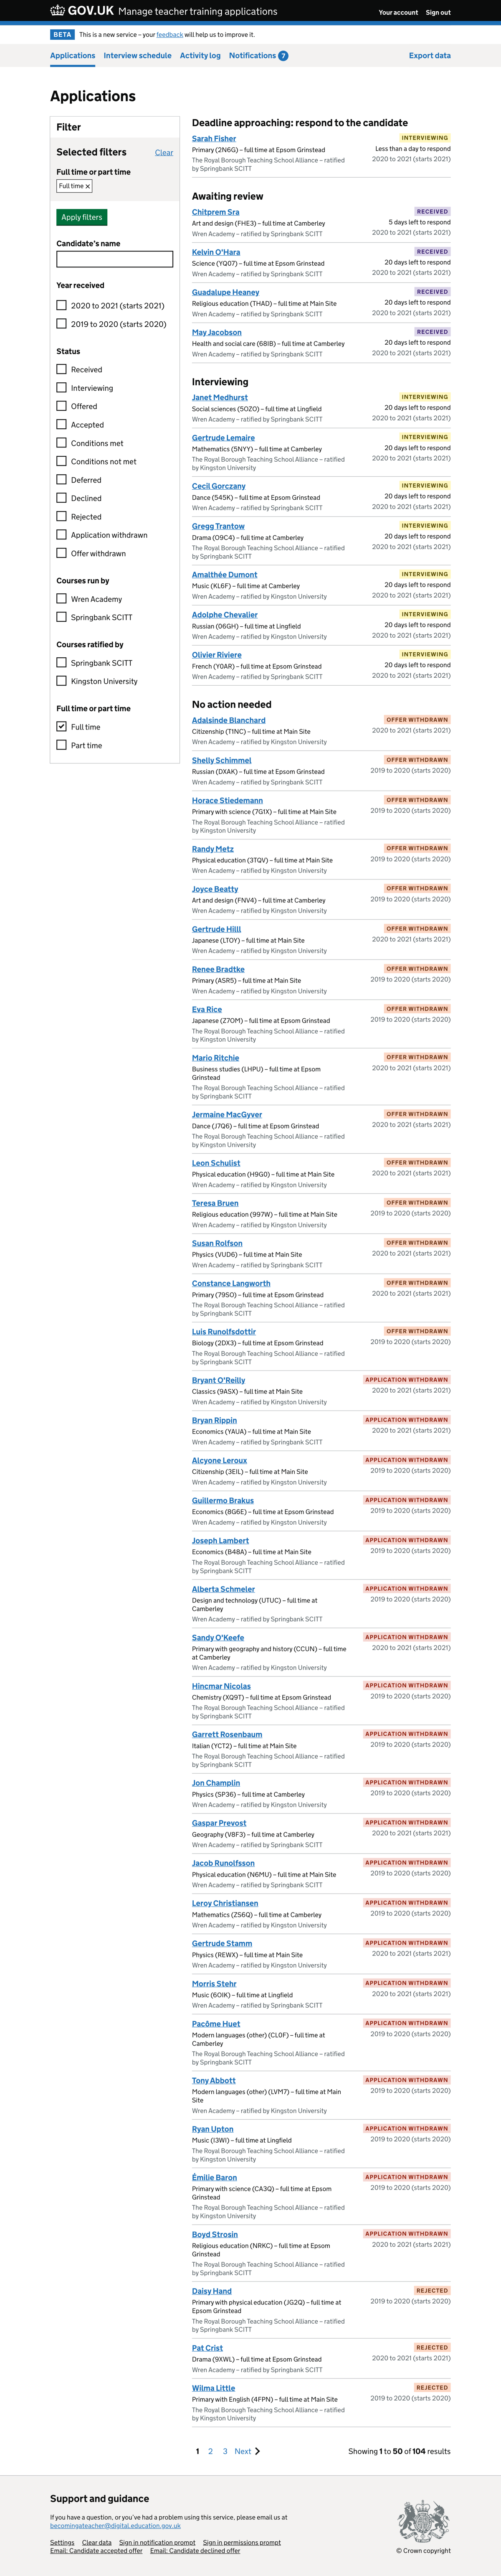 GOV.UK Manage teacher training applications
Your account Sign out
BETA This is a new service – your feedback will help us to improve it.
Applications Interview schedule Activity log Notifications 7 Export data
Applications
Filter
Selected filters Clear
Full time or part time
Full time ✕
Apply filters
Candidate's name
Year received
2020 to 2021 (starts 2021)
2019 to 2020 (starts 2020)
Status
Received
Interviewing
Offered
Accepted
Conditions met
Conditions not met
Deferred
Declined
Rejected
Application withdrawn
Offer withdrawn
Courses run by
Wren Academy
Springbank SCITT
Courses ratified by
Springbank SCITT
Kingston University
Full time or part time
Full time
Part time
Deadline approaching: respond to the candidate
Sarah Fisher INTERVIEWING
Primary (2N6G) – full time at Epsom Grinstead Less than a day to respond
The Royal Borough Teaching School Alliance – ratified 2020 to 2021 (starts 2021)
by Springbank SCITT
Awaiting review
Chitprem Sra RECEIVED
Art and design (FHE3) – full time at Camberley 5 days left to respond
Wren Academy – ratified by Springbank SCITT 2020 to 2021 (starts 2021)
Kelvin O'Hara RECEIVED
Science (YQ07) – full time at Epsom Grinstead 20 days left to respond
Wren Academy – ratified by Springbank SCITT 2020 to 2021 (starts 2021)
Guadalupe Heaney RECEIVED
Religious education (THAD) – full time at Main Site 20 days left to respond
Wren Academy – ratified by Springbank SCITT 2020 to 2021 (starts 2021)
May Jacobson RECEIVED
Health and social care (68IB) – full time at Camberley 20 days left to respond
Wren Academy – ratified by Springbank SCITT 2020 to 2021 (starts 2021)
Interviewing
Janet Medhurst INTERVIEWING
Social sciences (5OZO) – full time at Lingfield 20 days left to respond
Wren Academy – ratified by Springbank SCITT 2020 to 2021 (starts 2021)
Gertrude Lemaire INTERVIEWING
Mathematics (5NYY) – full time at Camberley 20 days left to respond
The Royal Borough Teaching School Alliance – ratified 2020 to 2021 (starts 2021)
by Kingston University
Cecil Gorczany INTERVIEWING
Dance (545K) – full time at Epsom Grinstead 20 days left to respond
Wren Academy – ratified by Springbank SCITT 2020 to 2021 (starts 2021)
Gregg Trantow INTERVIEWING
Drama (O9C4) – full time at Camberley 20 days left to respond
The Royal Borough Teaching School Alliance – ratified 2020 to 2021 (starts 2021)
by Springbank SCITT
Amalthée Dumont INTERVIEWING
Music (KL6F) – full time at Camberley 20 days left to respond
Wren Academy – ratified by Springbank SCITT 2020 to 2021 (starts 2021)
Adolphe Chevalier INTERVIEWING
Russian (06GH) – full time at Lingfield 20 days left to respond
Wren Academy – ratified by Kingston University 2020 to 2021 (starts 2021)
Olivier Riviere INTERVIEWING
French (Y0AR) – full time at Epsom Grinstead 20 days left to respond
Wren Academy – ratified by Springbank SCITT 2020 to 2021 (starts 2021)
No action needed
Adalsinde Blanchard OFFER WITHDRAWN
Citizenship (T1NC) – full time at Main Site 2020 to 2021 (starts 2021)
Wren Academy – ratified by Kingston University
Shelly Schimmel OFFER WITHDRAWN
Russian (DXAK) – full time at Epsom Grinstead 2019 to 2020 (starts 2020)
Wren Academy – ratified by Springbank SCITT
Horace Stiedemann OFFER WITHDRAWN
Primary with science (7G1X) – full time at Main Site 2019 to 2020 (starts 2020)
The Royal Borough Teaching School Alliance – ratified
by Kingston University
Randy Metz OFFER WITHDRAWN
Physical education (3TQV) – full time at Main Site 2019 to 2020 (starts 2020)
Wren Academy – ratified by Kingston University
Joyce Beatty OFFER WITHDRAWN
Art and design (FNV4) – full time at Camberley 2019 to 2020 (starts 2020)
Wren Academy – ratified by Kingston University
Gertrude Hilll OFFER WITHDRAWN
Japanese (LTOY) – full time at Main Site 2020 to 2021 (starts 2021)
Wren Academy – ratified by Kingston University
Renee Bradtke OFFER WITHDRAWN
Primary (ASR5) – full time at Main Site 2019 to 2020 (starts 2020)
Wren Academy – ratified by Kingston University
Eva Rice OFFER WITHDRAWN
Japanese (Z7OM) – full time at Epsom Grinstead 2019 to 2020 (starts 2020)
The Royal Borough Teaching School Alliance – ratified
by Kingston University
Mario Ritchie OFFER WITHDRAWN
Business studies (LHPU) – full time at Epsom 2020 to 2021 (starts 2021)
Grinstead
The Royal Borough Teaching School Alliance – ratified
by Springbank SCITT
Jermaine MacGyver OFFER WITHDRAWN
Dance (J7Q6) – full time at Epsom Grinstead 2020 to 2021 (starts 2021)
The Royal Borough Teaching School Alliance – ratified
by Kingston University
Leon Schulist OFFER WITHDRAWN
Physical education (H9G0) – full time at Main Site 2020 to 2021 (starts 2021)
Wren Academy – ratified by Kingston University
Teresa Bruen OFFER WITHDRAWN
Religious education (997W) – full time at Main Site 2019 to 2020 (starts 2020)
Wren Academy – ratified by Kingston University
Susan Rolfson OFFER WITHDRAWN
Physics (VUD6) – full time at Main Site 2020 to 2021 (starts 2021)
Wren Academy – ratified by Springbank SCITT
Constance Langworth OFFER WITHDRAWN
Primary (79SO) – full time at Epsom Grinstead 2020 to 2021 (starts 2021)
The Royal Borough Teaching School Alliance – ratified
by Springbank SCITT
Luis Runolfsdottir OFFER WITHDRAWN
Biology (2DX3) – full time at Epsom Grinstead 2019 to 2020 (starts 2020)
The Royal Borough Teaching School Alliance – ratified
by Springbank SCITT
Bryant O'Reilly APPLICATION WITHDRAWN
Classics (9ASX) – full time at Main Site 2020 to 2021 (starts 2021)
Wren Academy – ratified by Kingston University
Bryan Rippin APPLICATION WITHDRAWN
Economics (YAUA) – full time at Main Site 2020 to 2021 (starts 2021)
Wren Academy – ratified by Springbank SCITT
Alcyone Leroux APPLICATION WITHDRAWN
Citizenship (3EIL) – full time at Main Site 2019 to 2020 (starts 2020)
Wren Academy – ratified by Springbank SCITT
Guillermo Brakus APPLICATION WITHDRAWN
Economics (8G6E) – full time at Epsom Grinstead 2019 to 2020 (starts 2020)
Wren Academy – ratified by Springbank SCITT
Joseph Lambert APPLICATION WITHDRAWN
Economics (B48A) – full time at Main Site 2019 to 2020 (starts 2020)
The Royal Borough Teaching School Alliance – ratified
by Springbank SCITT
Alberta Schmeler APPLICATION WITHDRAWN
Design and technology (UTUC) – full time at 2019 to 2020 (starts 2020)
Camberley
Wren Academy – ratified by Springbank SCITT
Sandy O'Keefe APPLICATION WITHDRAWN
Primary with geography and history (CCUN) – full time 2020 to 2021 (starts 2021)
at Camberley
Wren Academy – ratified by Kingston University
Hincmar Nicolas APPLICATION WITHDRAWN
Chemistry (XQ9T) – full time at Epsom Grinstead 2019 to 2020 (starts 2020)
The Royal Borough Teaching School Alliance – ratified
by Springbank SCITT
Garrett Rosenbaum APPLICATION WITHDRAWN
Italian (YCT2) – full time at Main Site 2019 to 2020 (starts 2020)
The Royal Borough Teaching School Alliance – ratified
by Kingston University
Jon Champlin APPLICATION WITHDRAWN
Physics (SP36) – full time at Camberley 2019 to 2020 (starts 2020)
Wren Academy – ratified by Kingston University
Gaspar Prevost APPLICATION WITHDRAWN
Geography (VBF3) – full time at Camberley 2020 to 2021 (starts 2021)
Wren Academy – ratified by Springbank SCITT
Jacob Runolfsson APPLICATION WITHDRAWN
Physical education (N6MU) – full time at Main Site 2019 to 2020 (starts 2020)
Wren Academy – ratified by Springbank SCITT
Leroy Christiansen APPLICATION WITHDRAWN
Mathematics (ZS6Q) – full time at Camberley 2019 to 2020 (starts 2020)
Wren Academy – ratified by Kingston University
Gertrude Stamm APPLICATION WITHDRAWN
Physics (REWX) – full time at Main Site 2020 to 2021 (starts 2021)
Wren Academy – ratified by Kingston University
Morris Stehr APPLICATION WITHDRAWN
Music (6OIK) – full time at Lingfield 2020 to 2021 (starts 2021)
Wren Academy – ratified by Springbank SCITT
Pacôme Huet APPLICATION WITHDRAWN
Modern languages (other) (CL0F) – full time at 2019 to 2020 (starts 2020)
Camberley
The Royal Borough Teaching School Alliance – ratified
by Springbank SCITT
Tony Abbott APPLICATION WITHDRAWN
Modern languages (other) (LVM7) – full time at Main 2019 to 2020 (starts 2020)
Site
Wren Academy – ratified by Kingston University
Ryan Upton APPLICATION WITHDRAWN
Music (I3WI) – full time at Lingfield 2019 to 2020 (starts 2020)
The Royal Borough Teaching School Alliance – ratified
by Kingston University
Émilie Baron APPLICATION WITHDRAWN
Primary with science (CA3Q) – full time at Epsom 2019 to 2020 (starts 2020)
Grinstead
The Royal Borough Teaching School Alliance – ratified
by Kingston University
Boyd Strosin APPLICATION WITHDRAWN
Religious education (NRKC) – full time at Epsom 2020 to 2021 (starts 2021)
Grinstead
The Royal Borough Teaching School Alliance – ratified
by Springbank SCITT
Daisy Hand REJECTED
Primary with physical education (JG2Q) – full time at 2019 to 2020 (starts 2020)
Epsom Grinstead
The Royal Borough Teaching School Alliance – ratified
by Springbank SCITT
Pat Crist REJECTED
Drama (9XWL) – full time at Epsom Grinstead 2020 to 2021 (starts 2021)
Wren Academy – ratified by Springbank SCITT
Wilma Little REJECTED
Primary with English (4FPN) – full time at Main Site 2019 to 2020 (starts 2020)
The Royal Borough Teaching School Alliance – ratified
by Kingston University
1 2 3 Next Showing 1 to 50 of 104 results
Support and guidance
If you have a question, or you've had a problem using this service, please email us at
becomingateacher@digital.education.gov.uk
Settings Clear data Sign in notification prompt Sign in permissions prompt
Email: Candidate accepted offer Email: Candidate declined offer
© Crown copyright